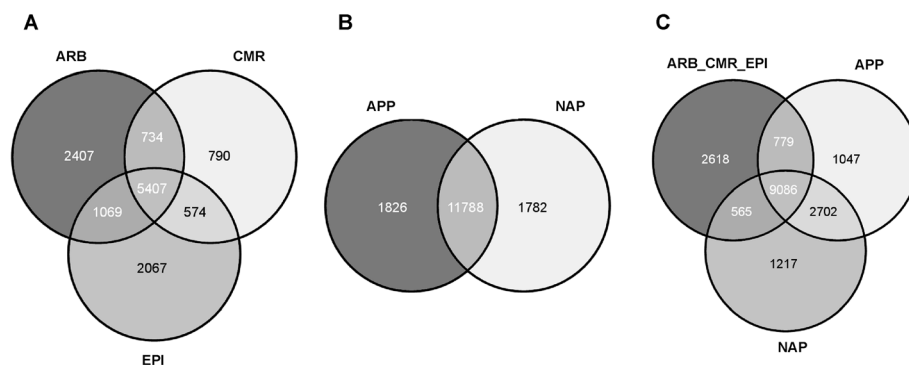 A
ARB
CMR
734
2407
790
5407
1069
574
2067
EPI
B
APP
NAP
1826
11788
1782
C
ARB_CMR_EPI
APP
779
2618
1047
9086
565
2702
1217
NAP